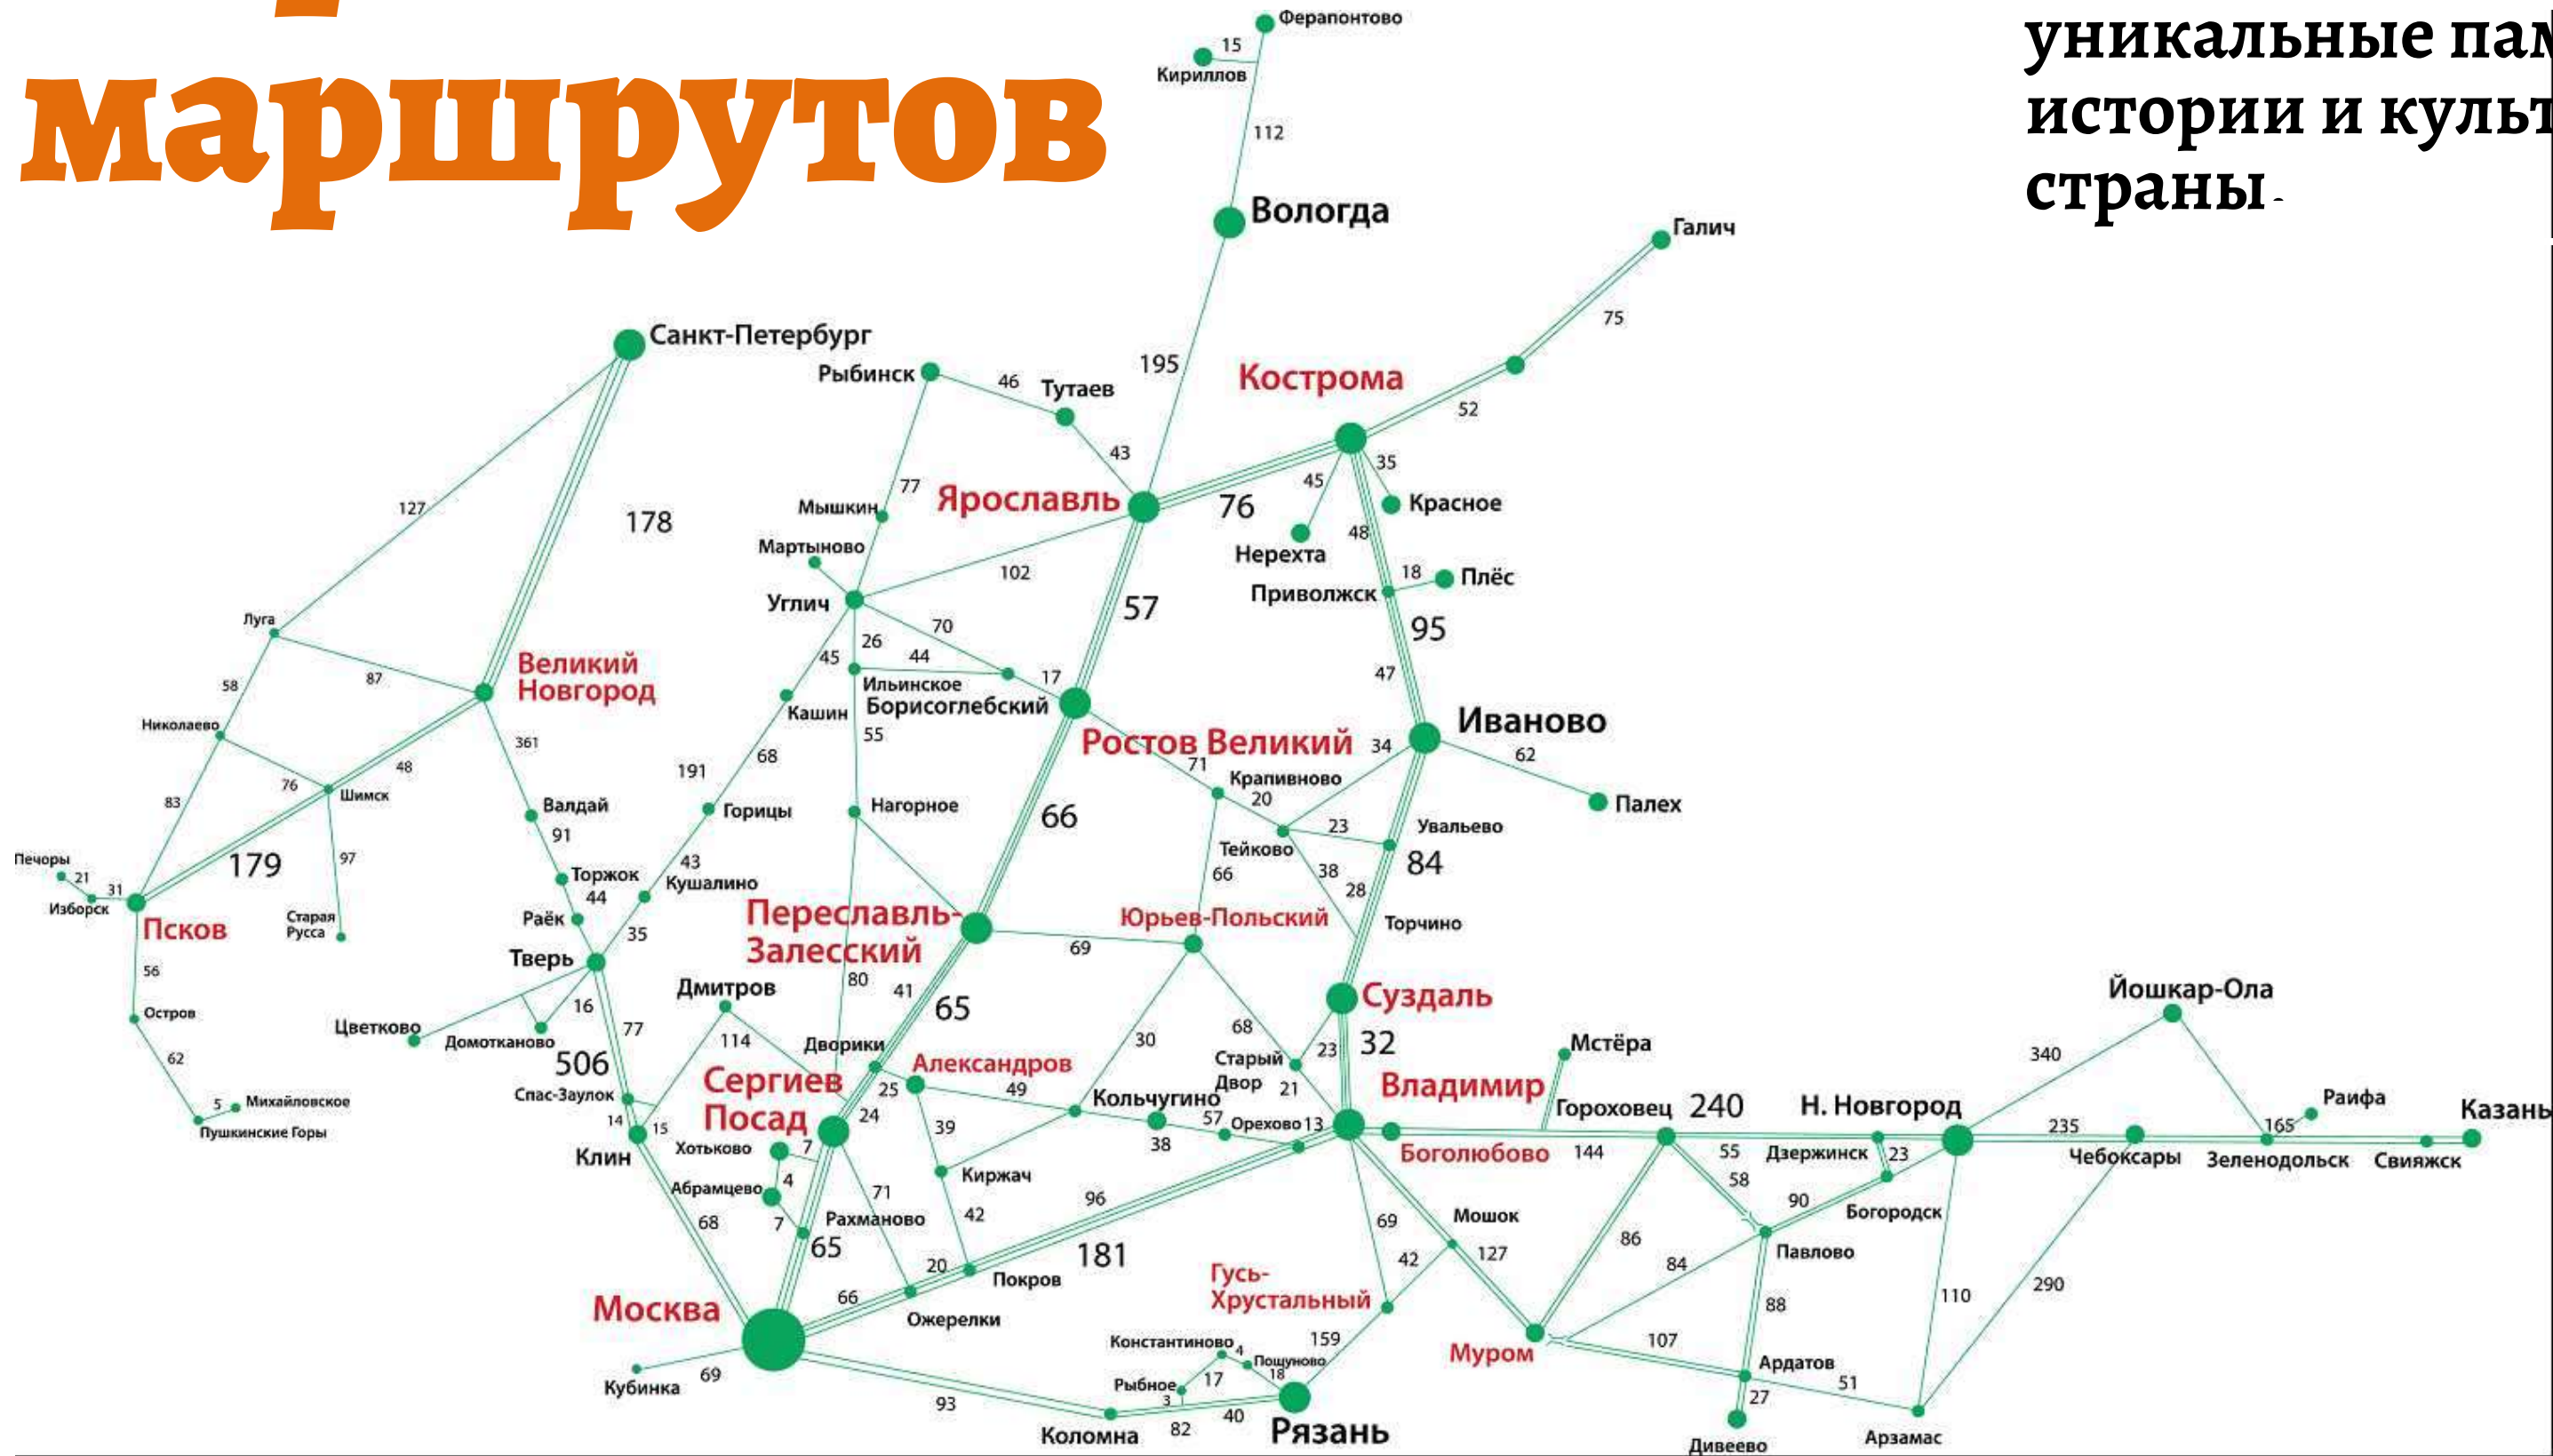 маршрутов
уникальные
истории и
страны.
Ферапонтово
15
Кириллов
112
Вологда
Галич
75
195
Санкт-Петербург
Рыбинск
46
Тутаев
Кострома
52
43
35
45
77
Мышкин
Ярославль
76
Красное
127
178
48
Нерехта
Мартыново
102
18
Плёс
Приволжск
Углич
57
Луга
70
26
95
45
44
Великий
Новгород
87
58
17
47
Ильинское
Борисоглебский
Кашин
Николаево
Иваново
361
55
Ростов Великий
34
62
68
71
191
48
76
Крапивново
Шимск
83
20
Валдай
Нагорное
Палех
Горицы
66
23
Увальево
91
Тейково
179
97
84
Печоры
43
21
31
Торжок
Кушалино
66
38
28
44
Изборск
Старая
Русса
Раёк
Переславль-
Залесский
Юрьев-Польский
Торчино
Псков
35
69
Тверь
56
80
Дмитров
41
Йошкар-Ола
Суздаль
16
65
Остров
Цветково
77
68
Домотканово
114
Дворики
30
23
32
Мстёра
340
62
506
Старый
Двор
Александров
Сергиев
Посад
25
49
21
Владимир
Спас-Заулок
5
Михайловское
Кольчугино
Гороховец
240
Н. Новгород
Раифа
Казань
14
15
24
39
57
Орехово
13
235
165
Пушкинские Горы
Хотьково
7
38
Боголюбово
144
55
Дзержинск
23
Чебоксары
Зеленодольск
Свияжск
Клин
4
Киржач
Абрамцево
71
58
96
90
68
7
Рахманово
42
Мошок
Богородск
65
69
86
181
42
127
Павлово
20
84
Покров
Гусь-
Хрустальный
66
290
Москва
88
110
Ожерелки
159
Константиново
4
Муром
107
Пощуново
Ардатов
69
17
18
Кубинка
Рыбное
51
3
27
93
40
82
Коломна
Рязань
Дивеево
Арзамас